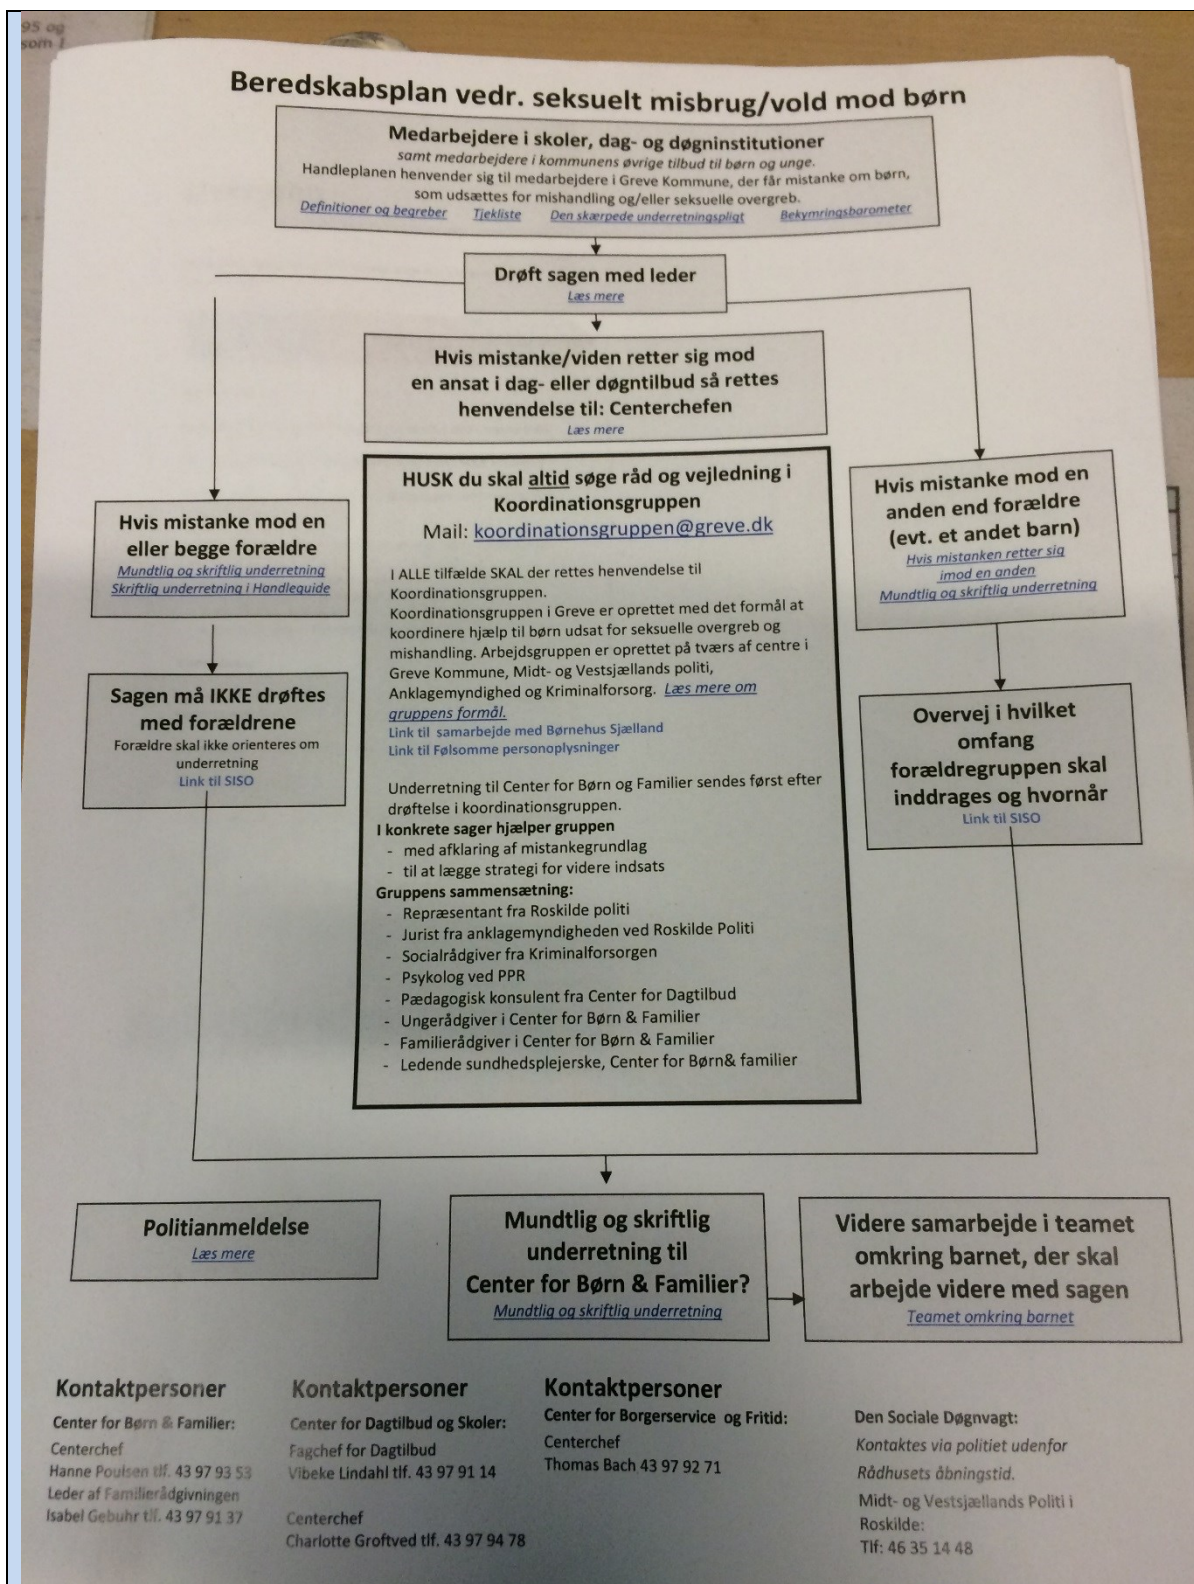 95 og
som
Beredskabsplan vedr. seksuelt misbrug/vold mod børn
Medarbejdere i skoler, dag- og døgninstitutioner
samt medarbejdere i kommunens øvrige tilbud til børn og unge.
Handleplanen henvender sig til medarbejdere i Greve Kommune, der får mistanke om børn,
som udsættes for mishandling og/eller seksuelle overgreb.
Definitioner og begreber Tjekliste Den skærpede underretningspligt Bekymringsbarometer
Drøft sagen med leder
Læs mere
Hvis mistanke/viden retter sig mod
en ansat i dag- eller døgntilbud så rettes
henvendelse til: Centerchefen
Læs mere
Hvis mistanke mod en
eller begge forældre
Mundtlig og skriftlig underretning
Skriftlig underretning i Handleguide
Sagen må IKKE drøftes
med forældrene
Forældre skal ikke orienteres om
underretning
Link til SISO
HUSK du skal altid søge råd og vejledning i
Koordinationsgruppen
Mail: koordinationsgruppen@greve.dk
I ALLE tilfælde SKAL der rettes henvendelse til
Koordinationsgruppen.
Koordinationsgruppen i Greve er oprettet med det formål at
koordinere hjælp til børn udsat for seksuelle overgreb og
mishandling. Arbejdsgruppen er oprettet på tværs af centre i
Greve Kommune, Midt- og Vestsjællands politi,
Anklagemyndighed og Kriminalforsorg. Læs mere om
gruppens formål.
Link til samarbejde med Børnehus Sjælland
Link til Følsomme personoplysninger
Underretning til Center for Børn og Familier sendes først efter
drøftelse i koordinationsgruppen.
I konkrete sager hjælper gruppen
- med afklaring af mistankegrundlag
- til at lægge strategi for videre indsats
Gruppens sammensætning:
- Repræsentant fra Roskilde politi
- Jurist fra anklagemyndigheden ved Roskilde Politi
- Socialrådgiver fra Kriminalforsorgen
- Psykolog ved PPR
- Pædagogisk konsulent fra Center for Dagtilbud
- Ungerådgiver i Center for Børn & Familier
- Familierådgiver i Center for Børn & Familier
- Ledende sundhedsplejerske, Center for Børn& familier
Hvis mistanke mod en
anden end forældre
(evt. et andet barn)
Hvis mistanken retter sig
imod en anden
Mundtlig og skriftlig underretning
Overvej i hvilket
omfang
forældregruppen skal
inddrages og hvornår
Link til SISO
Politianmeldelse
Læs mere
Mundtlig og skriftlig
underretning til
Center for Børn & Familier?
Mundtlig og skriftlig underretning
Videre samarbejde i teamet
omkring barnet, der skal
arbejde videre med sagen
Teamet omkring barnet
Kontaktpersoner
Center for Børn & Familier:
Centerchef
Hanne Poulsen tlf. 43 97 93 53
Leder af Familierådgivningen
Isabel Gebuhr tlf. 43 97 91 37
Kontaktpersoner
Center for Dagtilbud og Skoler:
Fagchef for Dagtilbud
Vibeke Lindahl tlf. 43 97 91 14
Centerchef
Charlotte Groftved tlf. 43 97 94 78
Kontaktpersoner
Center for Borgerservice og Fritid:
Centerchef
Thomas Bach 43 97 92 71
Den Sociale Døgnvagt:
Kontaktes via politiet udenfor
Rådhusets åbningstid.
Midt- og Vestsjællands Politi i
Roskilde:
Tlf: 46 35 14 48